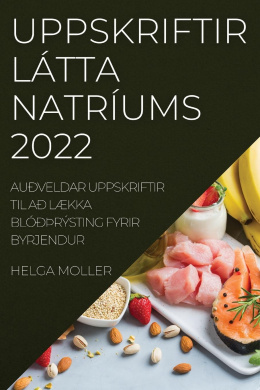 UPPSKRIFTIR
LÁTTA
NATRÍUMS
2022
AUÐVELDAR UPPSKRIFTIR
TIL AÐ LÆKKA
BLÓÐÞRÝSTING FYRIR
BYRJENDUR
HELGA MOLLER